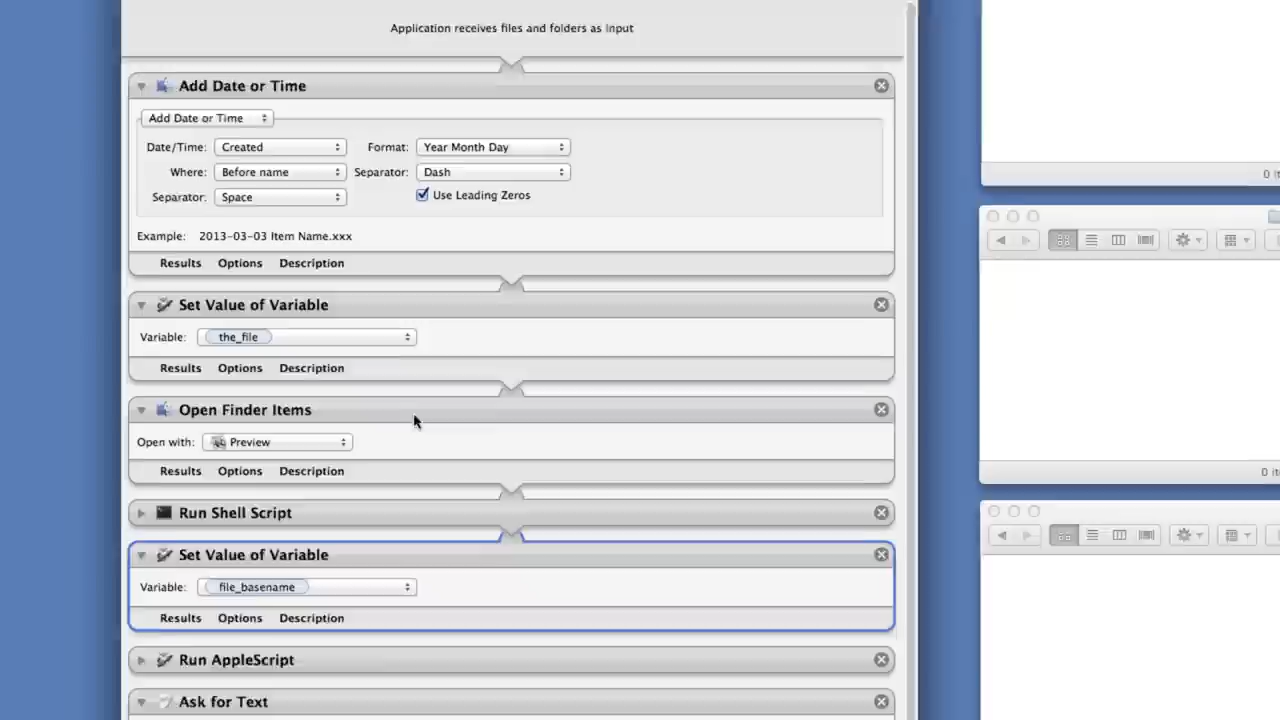 Application receives files and folders as input
Add Date or Time
Add Date or Time
Date/Time: Created Format: Year Month Day
Where: Before name Separator: Dash
Separator: Space Use Leading Zeros
Example: 2013-03-03 Item Name.xxx
Results Options Description
Set Value of Variable
Variable: the_file
Results Options Description
Open Finder Items
Open with: Preview
Results Options Description
Run Shell Script
Set Value of Variable
Variable: file_basename
Results Options Description
Run AppleScript
Ask for Text
0
0